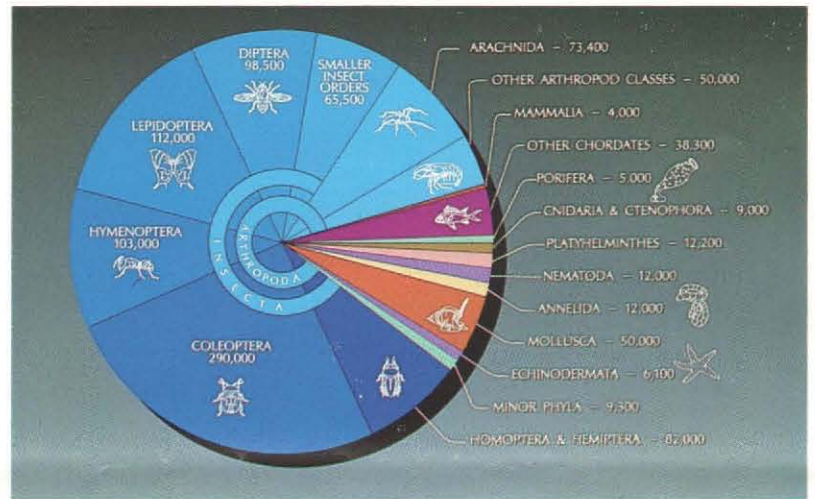 DIPTERA
98,500
SMALLER
INSECT
ORDERS
65,500
LEPIDOPTERA
112,000
HYMENOPTERA
103,000
COLEOPTERA
290,000
INSECTA
ARTHROPODA
ARACHNIDA – 73,400
OTHER ARTHROPOD CLASSES – 50,000
MAMMALIA – 4,000
OTHER CHORDATES – 38,300
PORIFERA – 5,000
CNIDARIA & CTENOPHORA – 9,000
PLATYHELMINTHES – 12,200
NEMATODA – 12,000
ANNELIDA – 12,000
MOLLUSCA – 50,000
ECHINODERMATA – 6,100
MINOR PHYLA – 9,300
HOMOPTERA & HEMIPTERA – 82,000